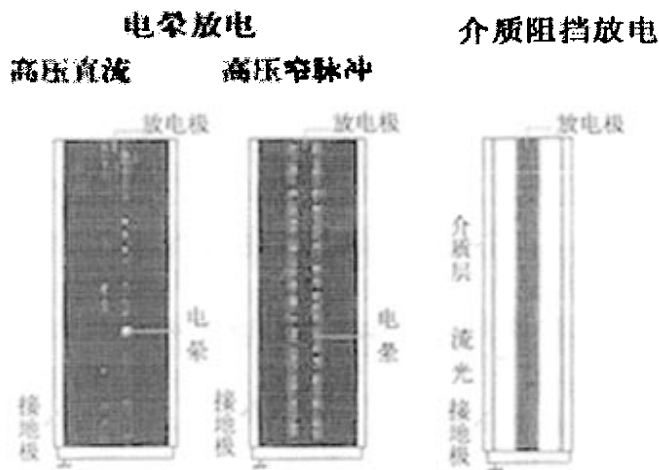 电晕放电
介质阻挡放电
高压直流
高压窄脉冲
放电极
放电极
放电极
介质层
电晕
电晕
流光
接地极
接地极
接地极